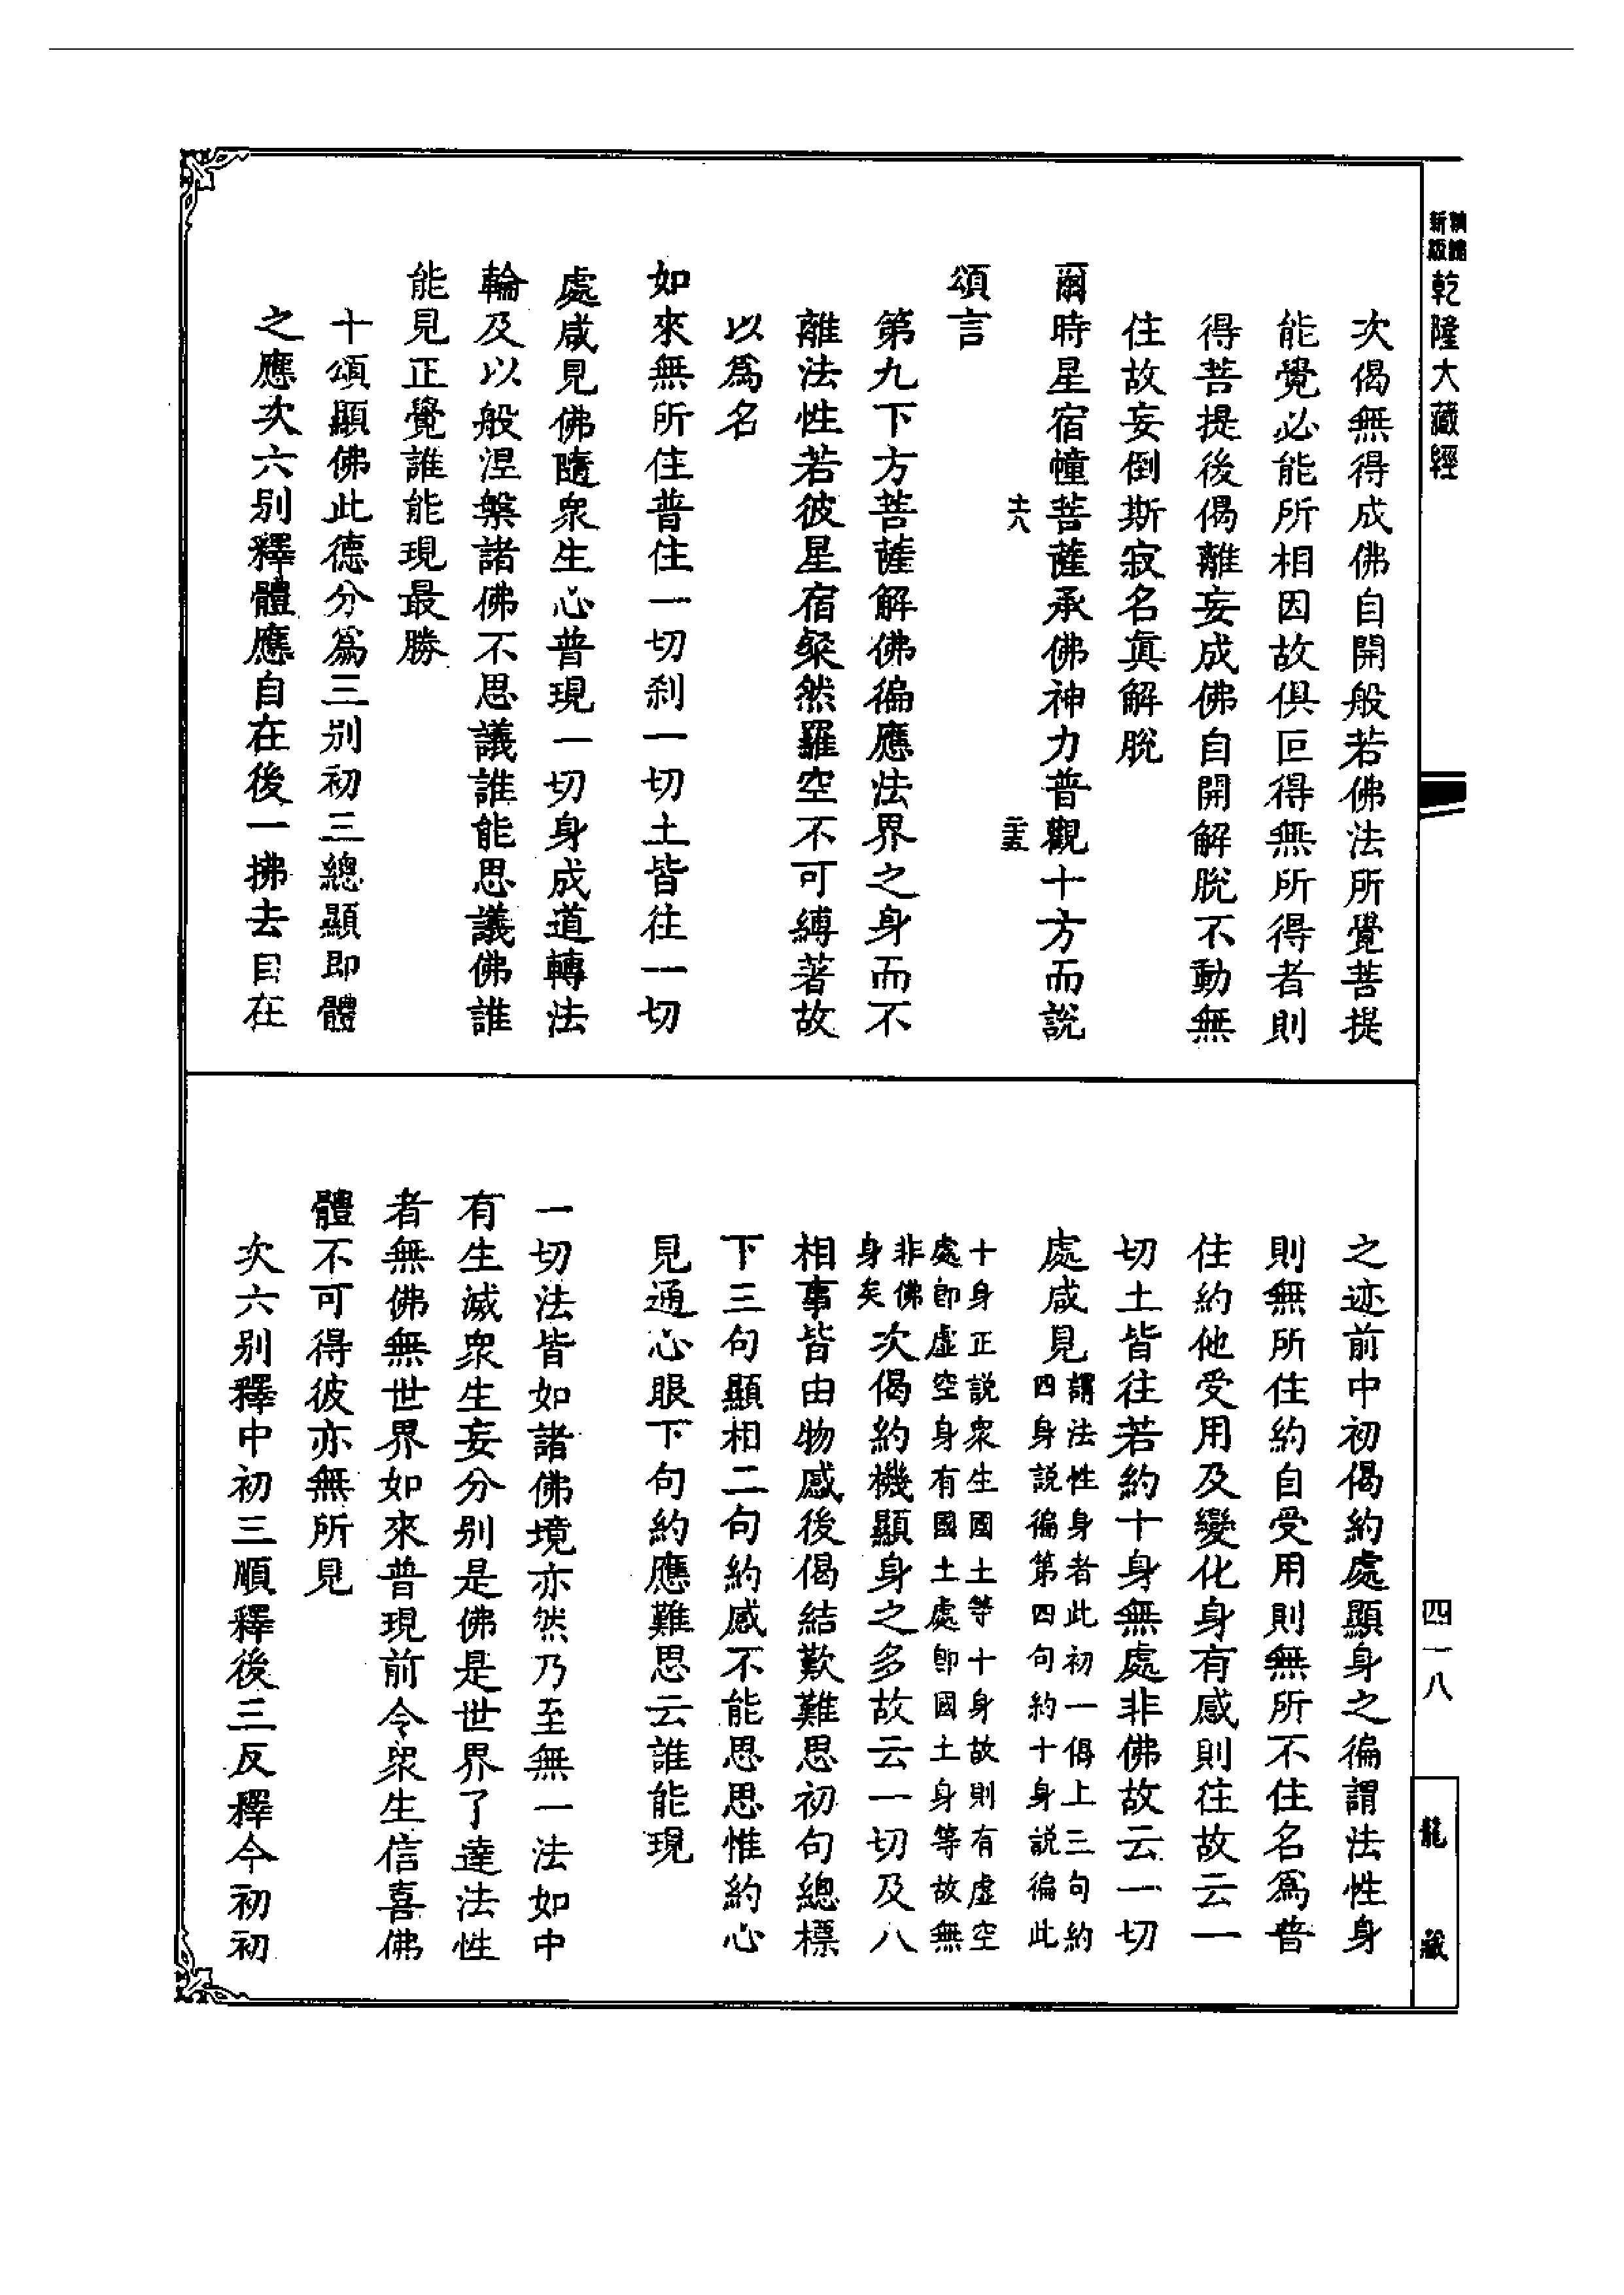 新編
縮版
乾隆大藏經
次偈無得成佛自開般若佛法所覺菩提
能覺必能所相因故俱叵得無所得者則
得菩提後偈離妄成佛自開解脫不動無
住故妄倒斯寂名真解脫
爾時星宿幢菩薩承佛神力普觀十方而說
十六
頌言
第九下方菩薩解佛徧應法界之身而不
離法性若彼星宿粲然羅空不可縛著故
以為名
如來無所住普住一切刹一切土皆往一切
處咸見佛隨衆生心普現一切身成道轉法
輪及以般涅槃諸佛不思議誰能思議佛誰
能見正覺誰能現最勝
十頌顯佛此德分為三別初三總顯即體
之應次六別釋體應自在後一拂去自在
之迹前中初偈約處顯身之徧謂法性身
則無所住約自受用則無所不住名為普
住約他受用及變化身有感則往故云一
切土皆往若約十身無處非佛故云一切
處咸見謂法性身者此初一偈上三句約
四身說徧第四句約十身說徧此
十身正說衆生國土等十身故則有虛空
處即虛空身有國土處即國土身等故無
非佛
身矣次偈約機顯身之多故云一切及八
相事皆由物感後偈結歎難思初句總標
下三句顯相二句約感不能思思惟約心
見通心眼下句約應難思云誰能現
一切法皆如諸佛境亦然乃至無一法如中
有生滅衆生妄分別是佛是世界了達法性
者無佛無世界如來普現前令衆生信喜佛
體不可得彼亦無所見
次六別釋中初三順釋後三反釋今初初
四一八
龍藏